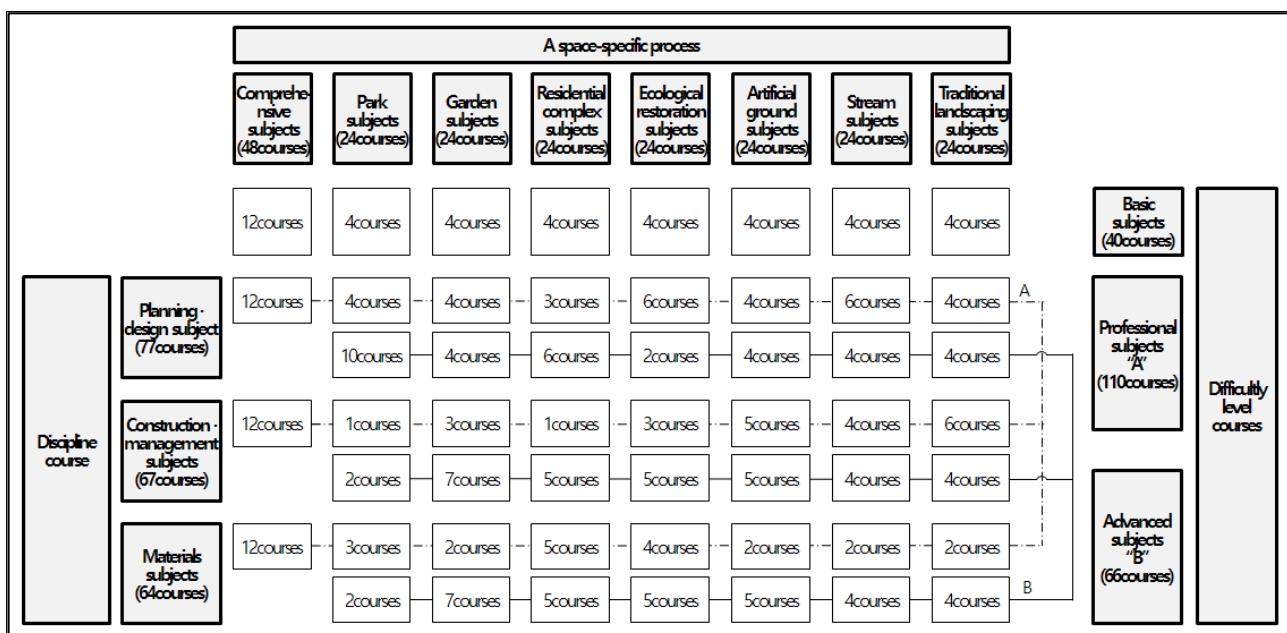 A space-specific process
Comprehe-
nsive
subjects
(48courses)
Park
subjects
(24courses)
Garden
subjects
(24courses)
Residential
complex
subjects
(24courses)
Ecological
restoration
subjects
(24courses)
Artificial
ground
subjects
(24courses)
Stream
subjects
(24courses)
Traditional
landscaping
subjects
(24courses)
12courses 4courses 4courses 4courses 4courses 4courses 4courses 4courses
Basic
subjects
(40courses)
Difficultly
level
courses
Discipline
course
Planning ·
design subject
(77courses)
12courses 4courses 4courses 3courses 6courses 4courses 6courses 4courses A
10courses 4courses 6courses 2courses 4courses 4courses 4courses
Professional
subjects
“A”
(110courses)
Construction ·
management
subjects
(67courses)
12courses 1courses 3courses 1courses 3courses 5courses 4courses 6courses
2courses 7courses 5courses 5courses 5courses 4courses 4courses
Materials
subjects
(64courses)
12courses 3courses 2courses 5courses 4courses 2courses 2courses 2courses
2courses 7courses 5courses 5courses 5courses 4courses 4courses B
Advanced
subjects
“B”
(66courses)